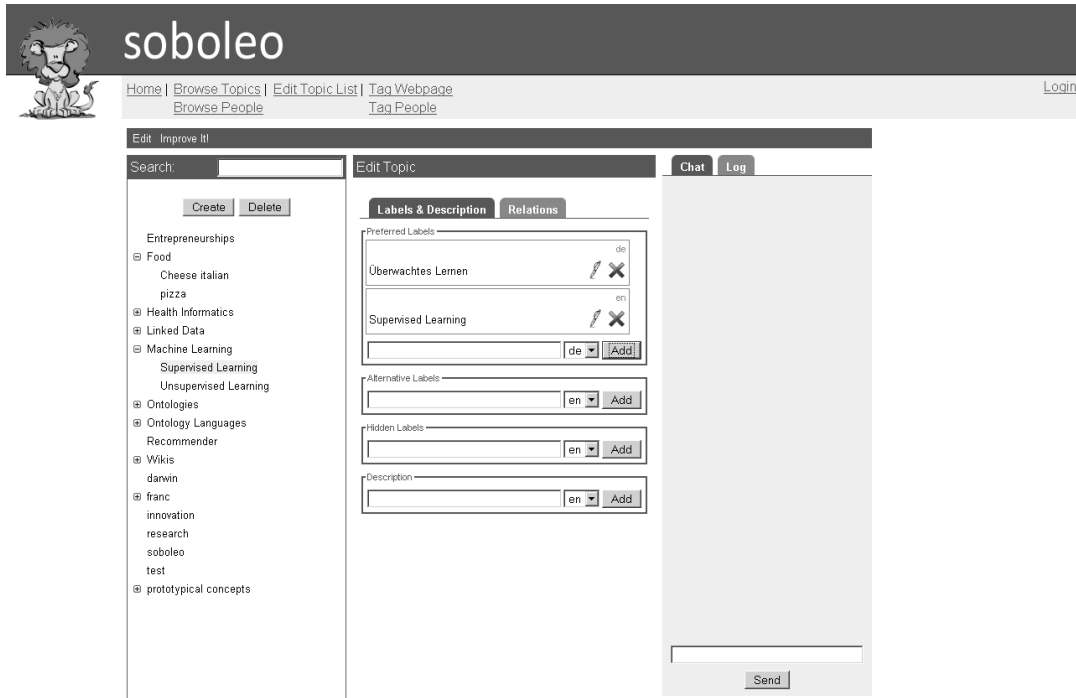 soboleo
Home | Browse Topics | Edit Topic List | Tag Webpage
Browse People Tag People
Login
Edit Improve It!
Search:
Create Delete
Entrepreneurships
Food
Cheese italian
pizza
Health Informatics
Linked Data
Machine Learning
Supervised Learning
Unsupervised Learning
Ontologies
Ontology Languages
Recommender
Wikis
darwin
franc
innovation
research
soboleo
test
prototypical concepts
Edit Topic
Labels & Description Relations
Preferred Labels
de
Überwachtes Lernen
en
Supervised Learning
de Add
Alternative Labels
en Add
Hidden Labels
en Add
Description
en Add
Chat Log
Send